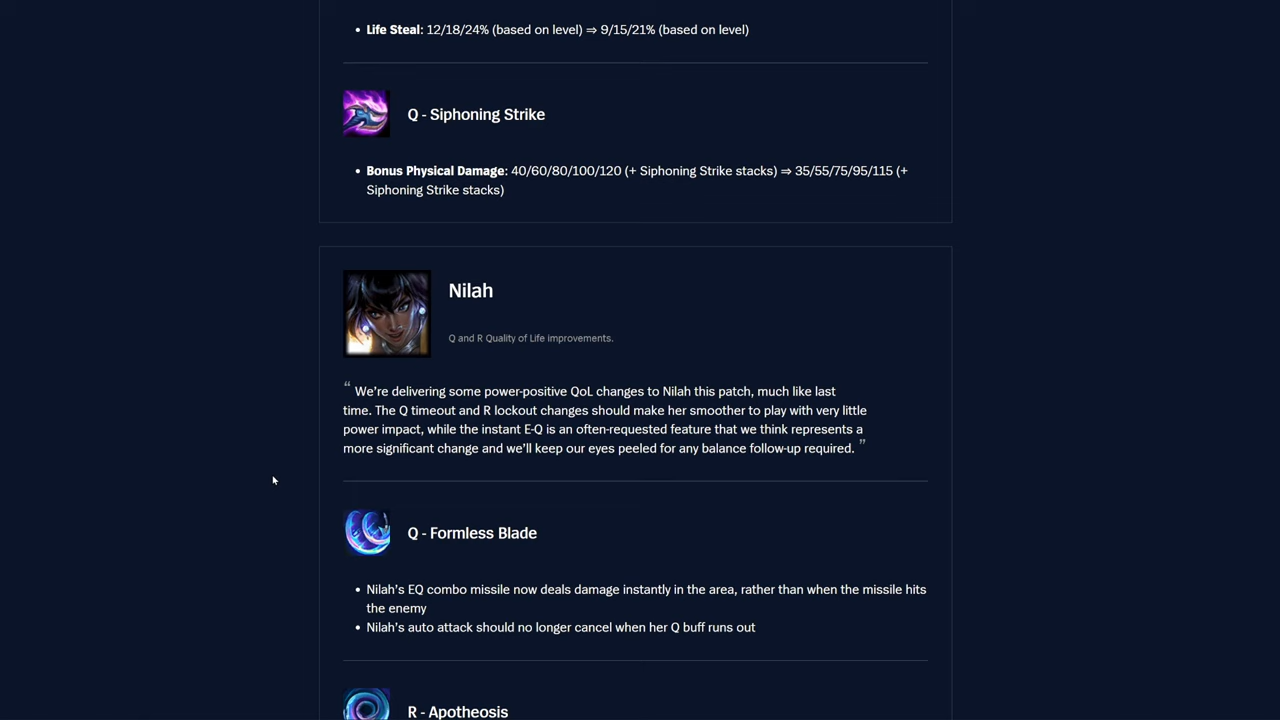 Life Steal: 12/18/24% (based on level) ⇒ 9/15/21% (based on level)
Q - Siphoning Strike
Bonus Physical Damage: 40/60/80/100/120 (+ Siphoning Strike stacks) ⇒ 35/55/75/95/115 (+
Siphoning Strike stacks)
Nilah
Q and R Quality of Life improvements.
“ We’re delivering some power-positive QoL changes to Nilah this patch, much like last
time. The Q timeout and R lockout changes should make her smoother to play with very little
power impact, while the instant E-Q is an often-requested feature that we think represents a
more significant change and we’ll keep our eyes peeled for any balance follow-up required. ”
Q - Formless Blade
Nilah’s EQ combo missile now deals damage instantly in the area, rather than when the missile hits
the enemy
Nilah’s auto attack should no longer cancel when her Q buff runs out
R - Apotheosis